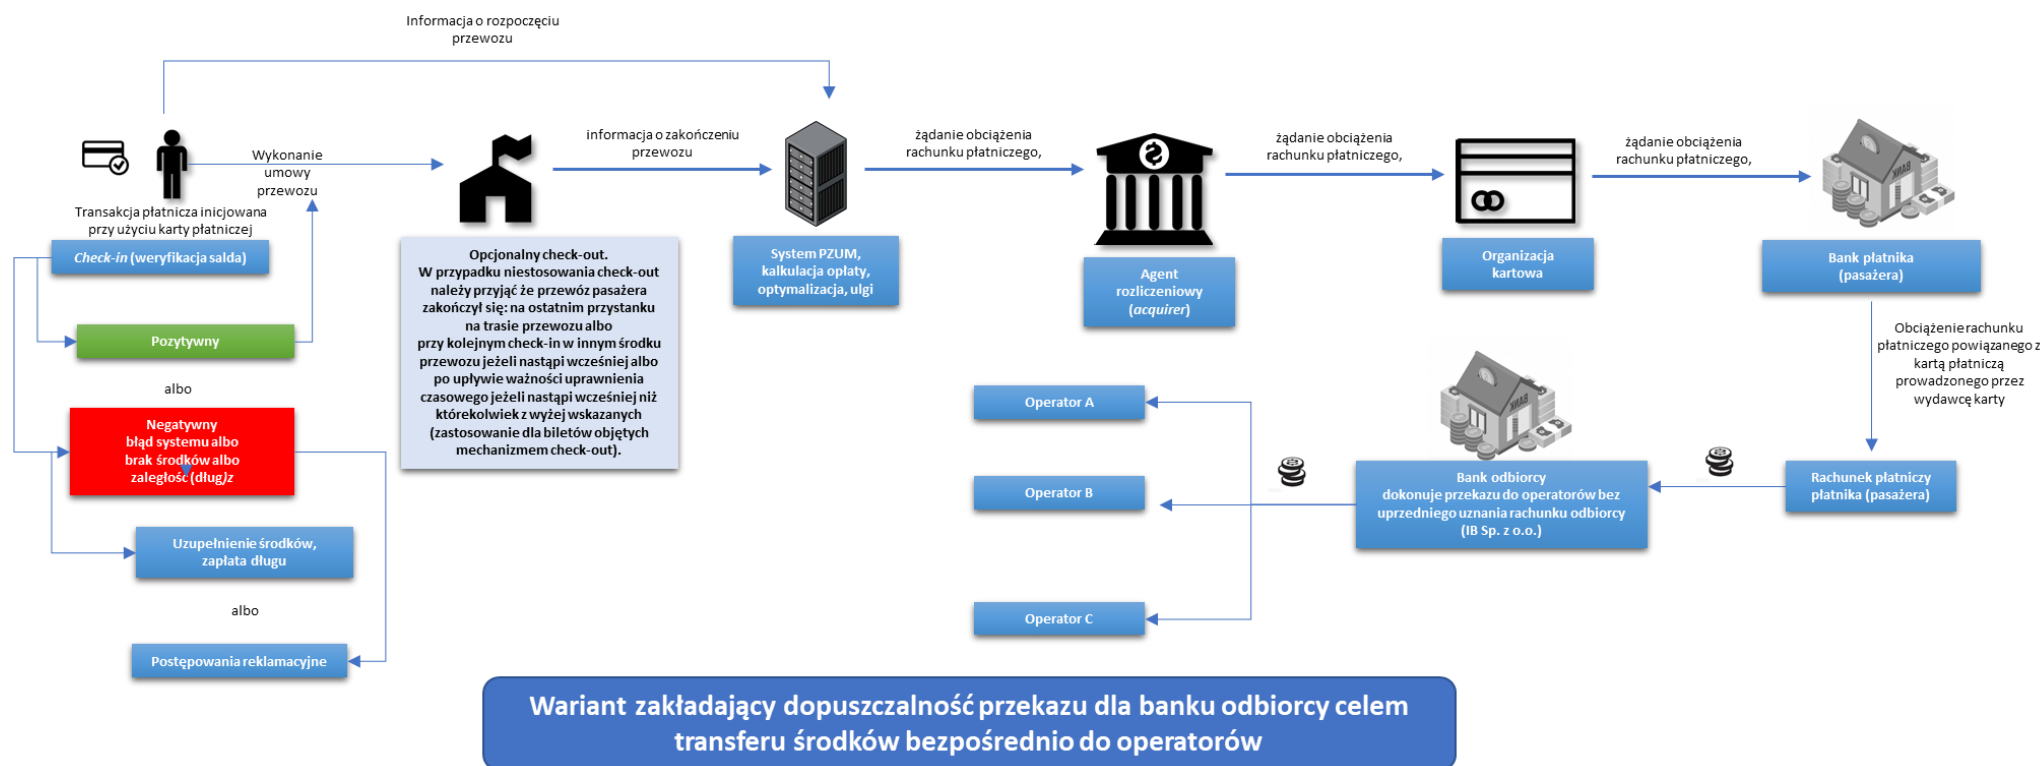 Informacja o rozpoczęciu
przewozu
Wykonanie
umowy
przewozu
informacja o zakończeniu
przewozu
żądanie obciążenia
rachunku płatniczego,
żądanie obciążenia
rachunku płatniczego,
żądanie obciążenia
rachunku płatniczego,
BANK
Transakcja płatnicza inicjowana
przy użyciu karty płatniczej
Check-in (weryfikacja salda)
Pozytywny
albo
Negatywny
błąd systemu albo
brak środków albo
zaległość (dług)z
Uzupełnienie środków,
zapłata długu
albo
Postępowania reklamacyjne
Opcjonalny check-out.
W przypadku niestosowania check-out
należy przyjąć że przewóz pasażera
zakończył się: na ostatnim przystanku
na trasie przewozu albo
przy kolejnym check-in w innym środku
przewozu jeżeli nastąpi wcześniej albo
po upływie ważności uprawnienia
czasowego jeżeli nastąpi wcześniej niż
którekolwiek z wyżej wskazanych
(zastosowanie dla biletów objętych
mechanizmem check-out).
System PZUM,
kalkulacja opłaty,
optymalizacja, ulgi
Agent
rozliczeniowy
(acquirer)
Organizacja
kartowa
Bank płatnika
(pasażera)
Obciążenie rachunku
płatniczego powiązanego z
kartą płatniczą
prowadzonego przez
wydawcę karty
Rachunek płatniczy
płatnika (pasażera)
BANK
Bank odbiorcy
dokonuje przekazu do operatorów bez
uprzedniego uznania rachunku odbiorcy
(IB Sp. z o.o.)
Operator A
Operator B
Operator C
Wariant zakładający dopuszczalność przekazu dla banku odbiorcy celem
transferu środków bezpośrednio do operatorów